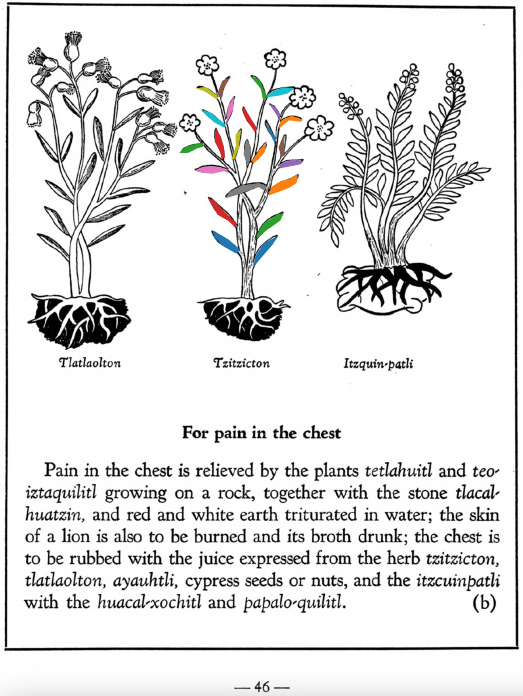 Tlatlaolton
Tzitzicton
Itzquin-patli
For pain in the chest
Pain in the chest is relieved by the plants tetlahuitl and teo-
iztaquilitl growing on a rock, together with the stone tlacal-
huatzin, and red and white earth triturated in water; the skin
of a lion is also to be burned and its broth drunk; the chest is
to be rubbed with the juice expressed from the herb tzitzicton,
tlatlaolton, ayauhtli, cypress seeds or nuts, and the itzcuinpatli
with the huacal-xochitl and papalo-quilitl. (b)
— 46 —